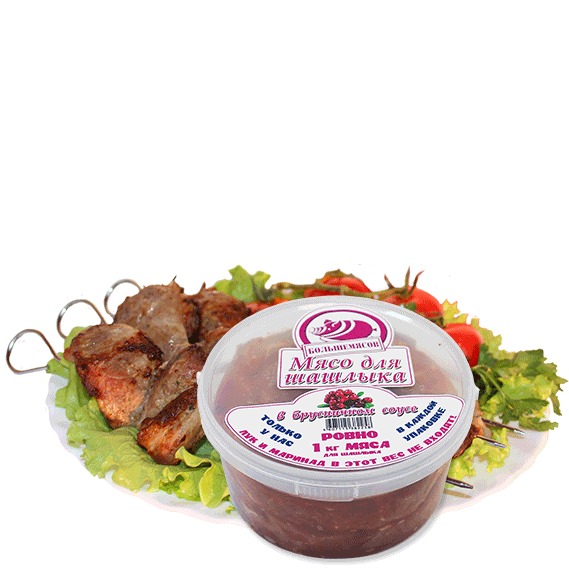 БОЛЬШЕМЯСОВ
Мясо для
шашлыка
в брусничном соусе
ТОЛЬКО
У НАС
РОВНО
1 КГ МЯСА
ДЛЯ ШАШЛЫКА
В КАЖДОЙ
УПАКОВКЕ
ЛУК И МАРИНАД В ЭТОТ ВЕС НЕ ВХОДЯТ!